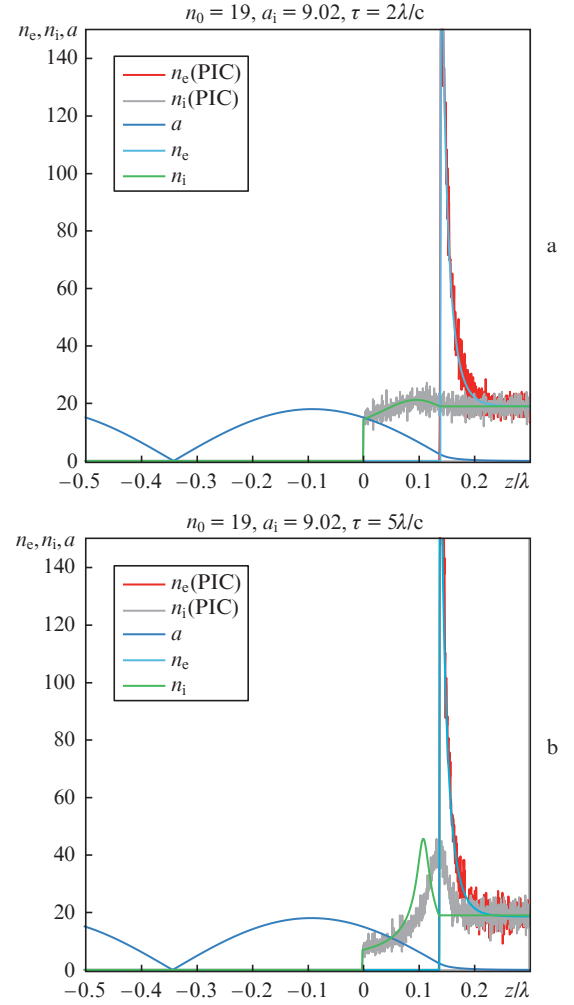 n₀ = 19, aᵢ = 9.02, τ = 2λ/c
nₑ, nᵢ, a
140
120
100
80
60
40
20
0
nₑ(PIC)
nᵢ(PIC)
a
nₑ
nᵢ
a
−0.5 −0.4 −0.3 −0.2 −0.1 0 0.1 0.2 z/λ
n₀ = 19, aᵢ = 9.02, τ = 5λ/c
nₑ, nᵢ, a
140
120
100
80
60
40
20
0
nₑ(PIC)
nᵢ(PIC)
a
nₑ
nᵢ
b
−0.5 −0.4 −0.3 −0.2 −0.1 0 0.1 0.2 z/λ